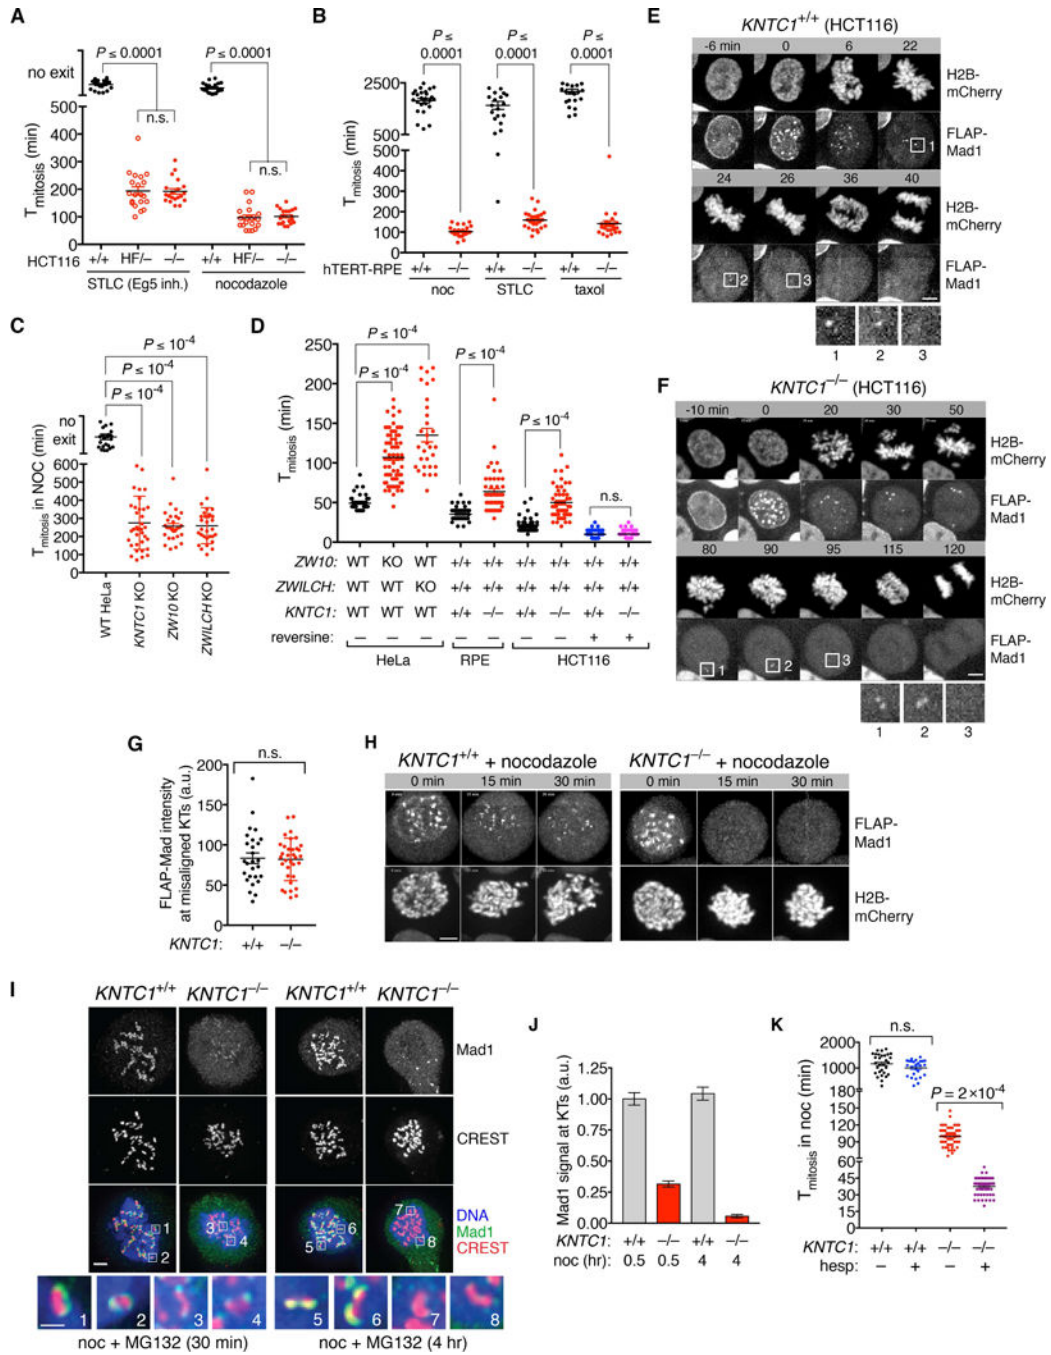 A
P ≤ 0.0001
P ≤ 0.0001
no exit
500
400
300
200
100
0
n.s.
n.s.
Tmitosis (min)
HCT116
+/+ HF/– –/– +/+ HF/– –/–
STLC (Eg5 inh.)
nocodazole
B
P ≤ 0.0001
P ≤ 0.0001
P ≤ 0.0001
2500
500
400
300
200
100
0
Tmitosis (min)
hTERT-RPE
+/+ –/– +/+ –/– +/+ –/–
noc STLC taxol
C
P ≤ 10-4
P ≤ 10-4
P ≤ 10-4
no exit
600
500
400
300
200
100
0
Tmitosis in NOC (min)
WT HeLa
KNTC1 KO
ZW10 KO
ZWILCH KO
D
P ≤ 10-4
P ≤ 10-4
P ≤ 10-4
P ≤ 10-4
n.s.
250
200
150
100
50
0
Tmitosis (min)
ZW10: WT KO WT +/+ +/+ +/+ +/+ +/+ +/+
ZWILCH: WT WT KO +/+ +/+ +/+ +/+ +/+ +/+
KNTC1: WT WT WT +/+ –/– +/+ –/– +/+ –/–
reversine: – – – – – – – + +
HeLa RPE HCT116
E
KNTC1+/+ (HCT116)
-6 min 0 6 22
H2B-mCherry
FLAP-Mad1
1
24 26 36 40
H2B-mCherry
FLAP-Mad1
2 3
1 2 3
F
KNTC1–/– (HCT116)
-10 min 0 20 30 50
H2B-mCherry
FLAP-Mad1
80 90 95 115 120
H2B-mCherry
FLAP-Mad1
1 2 3
1 2 3
G
n.s.
200
150
100
50
0
FLAP-Mad intensity at misaligned KTs (a.u.)
KNTC1: +/+ –/–
H
KNTC1+/+ + nocodazole
KNTC1–/– + nocodazole
0 min 15 min 30 min 0 min 15 min 30 min
FLAP-Mad1
H2B-mCherry
I
KNTC1+/+ KNTC1–/– KNTC1+/+ KNTC1–/–
Mad1
CREST
DNA
Mad1
CREST
1 2 3 4 5 6 7 8
1 2 3 4 5 6 7 8
noc + MG132 (30 min)
noc + MG132 (4 hr)
J
1.25
1.00
0.75
0.50
0.25
0.00
Mad1 signal at KTs (a.u.)
KNTC1: +/+ –/– +/+ –/–
noc (hr): 0.5 0.5 4 4
K
n.s.
P = 2×10-4
2000
1000
180
150
120
90
60
45
30
15
0
Tmitosis in noc (min)
KNTC1: +/+ +/+ –/– –/–
hesp: – + – +